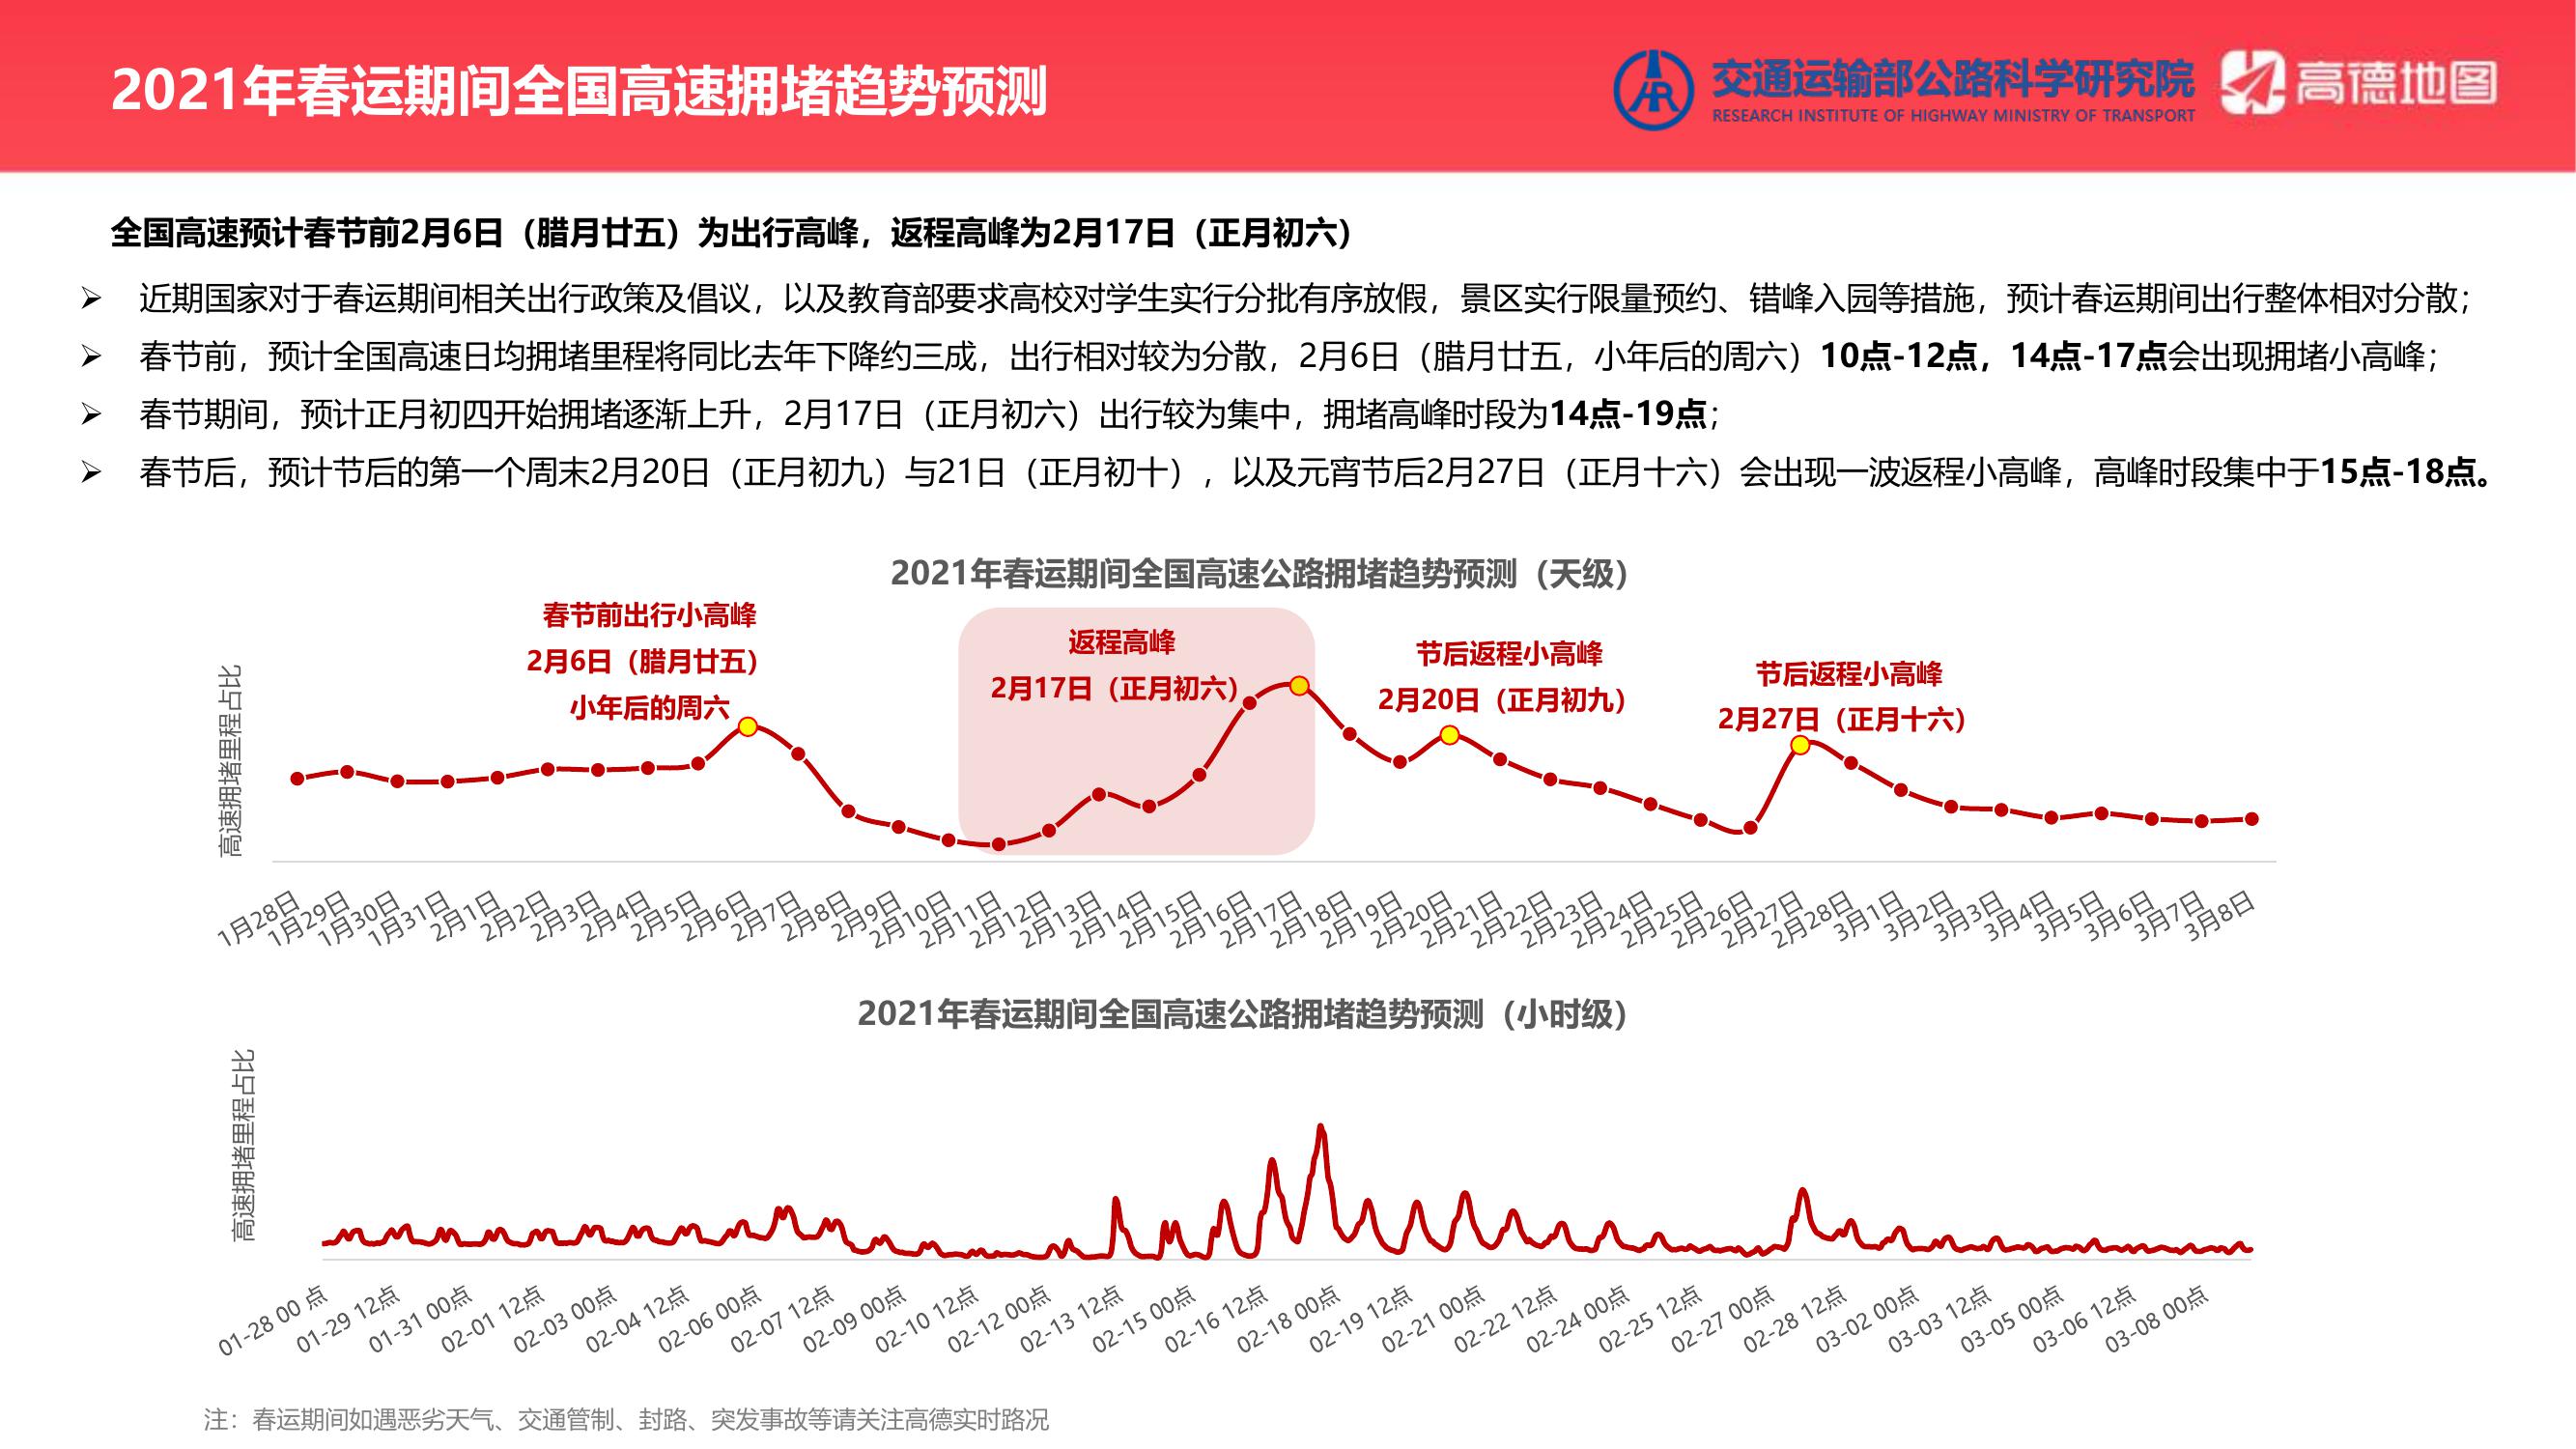 2021年春运期间全国高速拥堵趋势预测
交通运输部公路科学研究院
RESEARCH INSTITUTE OF HIGHWAY MINISTRY OF TRANSPORT
高德地图
全国高速预计春节前2月6日（腊月廿五）为出行高峰，返程高峰为2月17日（正月初六）
➢ 近期国家对于春运期间相关出行政策及倡议，以及教育部要求高校对学生实行分批有序放假，景区实行限量预约、错峰入园等措施，预计春运期间出行整体相对分散；
➢ 春节前，预计全国高速日均拥堵里程将同比去年下降约三成，出行相对较为分散，2月6日（腊月廿五，小年后的周六）10点-12点，14点-17点会出现拥堵小高峰；
➢ 春节期间，预计正月初四开始拥堵逐渐上升，2月17日（正月初六）出行较为集中，拥堵高峰时段为14点-19点；
➢ 春节后，预计节后的第一个周末2月20日（正月初九）与21日（正月初十），以及元宵节后2月27日（正月十六）会出现一波返程小高峰，高峰时段集中于15点-18点。
2021年春运期间全国高速公路拥堵趋势预测（天级）
高速拥堵里程占比
春节前出行小高峰
2月6日（腊月廿五）
小年后的周六
返程高峰
2月17日（正月初六）
节后返程小高峰
2月20日（正月初九）
节后返程小高峰
2月27日（正月十六）
1月28日
1月29日
1月30日
1月31日
2月1日
2月2日
2月3日
2月4日
2月5日
2月6日
2月7日
2月8日
2月9日
2月10日
2月11日
2月12日
2月13日
2月14日
2月15日
2月16日
2月17日
2月18日
2月19日
2月20日
2月21日
2月22日
2月23日
2月24日
2月25日
2月26日
2月27日
2月28日
3月1日
3月2日
3月3日
3月4日
3月5日
3月6日
3月7日
3月8日
2021年春运期间全国高速公路拥堵趋势预测（小时级）
高速拥堵里程占比
01-28 00 点
01-29 12点
01-31 00点
02-01 12点
02-03 00点
02-04 12点
02-06 00点
02-07 12点
02-09 00点
02-10 12点
02-12 00点
02-13 12点
02-15 00点
02-16 12点
02-18 00点
02-19 12点
02-21 00点
02-22 12点
02-24 00点
02-25 12点
02-27 00点
02-28 12点
03-02 00点
03-03 12点
03-05 00点
03-06 12点
03-08 00点
注：春运期间如遇恶劣天气、交通管制、封路、突发事故等请关注高德实时路况